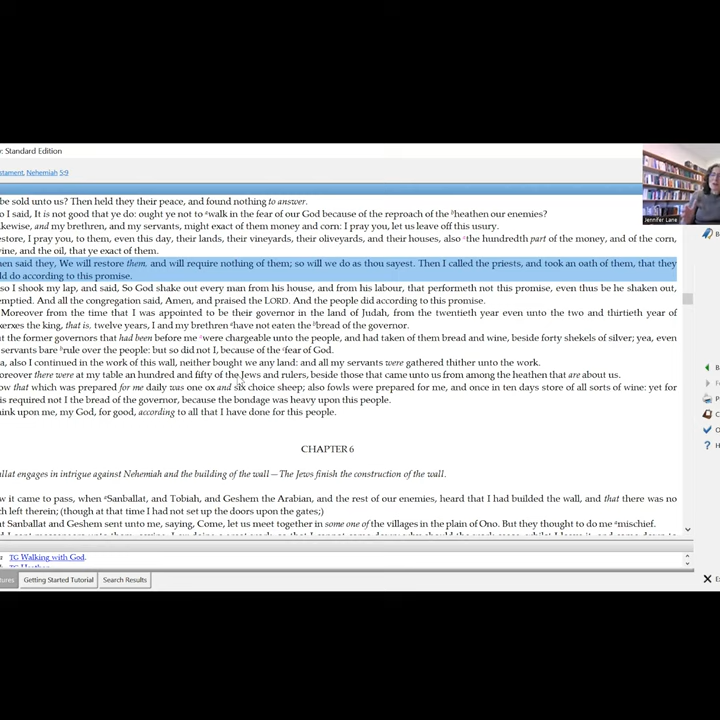 : Standard Edition
stament, Nehemiah 5:9
be sold unto us? Then held they their peace, and found nothing to answer.
o I said, It is not good that ye do: ought ye not to walk in the fear of our God because of the reproach of the heathen our enemies?
kewise, and my brethren, and my servants, might exact of them money and corn: I pray you, let us leave off this usury.
estore, I pray you, to them, even this day, their lands, their vineyards, their oliveyards, and their houses, also the hundredth part of the money, and of the corn,
vine, and the oil, that ye exact of them.
hen said they, We will restore them, and will require nothing of them; so will we do as thou sayest. Then I called the priests, and took an oath of them, that they
ld do according to this promise.
so I shook my lap, and said, So God shake out every man from his house, and from his labour, that performeth not this promise, even thus be he shaken out,
emptied. And all the congregation said, Amen, and praised the LORD. And the people did according to this promise.
Moreover from the time that I was appointed to be their governor in the land of Judah, from the twentieth year even unto the two and thirtieth year of
xerxes the king, that is, twelve years, I and my brethren have not eaten the bread of the governor.
t the former governors that had been before me were chargeable unto the people, and had taken of them bread and wine, beside forty shekels of silver; yea, even
servants bare rule over the people: but so did not I, because of the fear of God.
a, also I continued in the work of this wall, neither bought we any land: and all my servants were gathered thither unto the work.
oreover there were at my table an hundred and fifty of the Jews and rulers, beside those that came unto us from among the heathen that are about us.
ow that which was prepared for me daily was one ox and six choice sheep; also fowls were prepared for me, and once in ten days store of all sorts of wine: yet for
is required not I the bread of the governor, because the bondage was heavy upon this people.
hink upon me, my God, for good, according to all that I have done for this people.
CHAPTER 6
allat engages in intrigue against Nehemiah and the building of the wall—The Jews finish the construction of the wall.
w it came to pass, when Sanballat, and Tobiah, and Geshem the Arabian, and the rest of our enemies, heard that I had builded the wall, and that there was no
ch left therein; (though at that time I had not set up the doors upon the gates;)
t Sanballat and Geshem sent unto me, saying, Come, let us meet together in some one of the villages in the plain of Ono. But they thought to do me mischief.
a TG Walking with God.
tures Getting Started Tutorial Search Results
Jennifer Lane